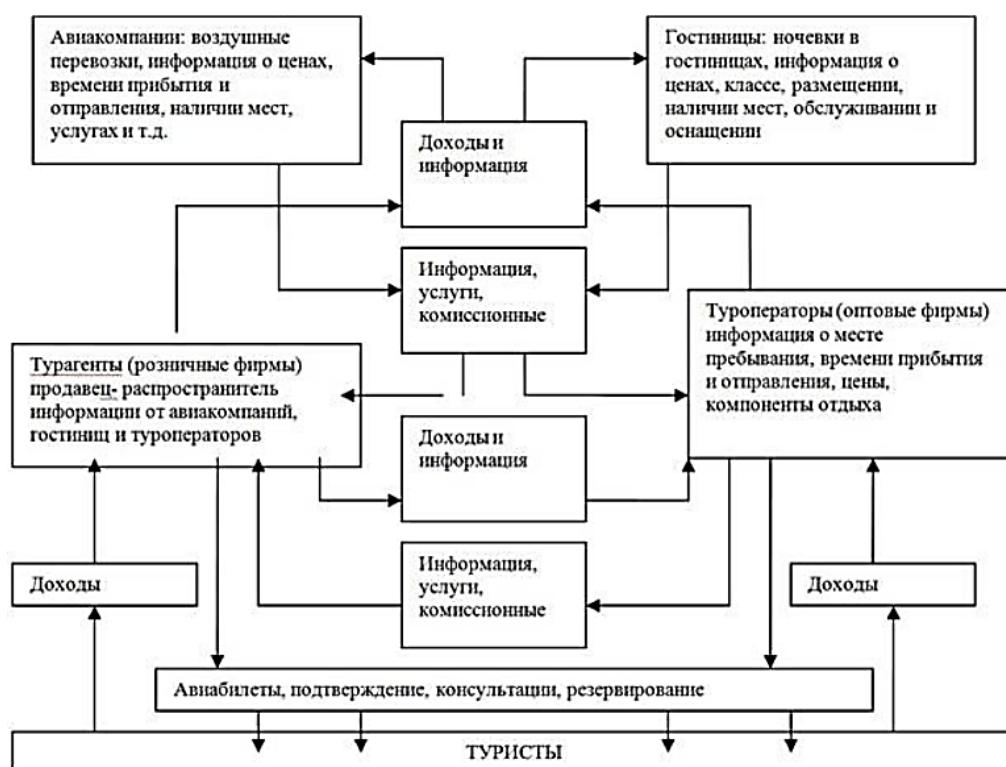 Авиакомпании: воздушные
перевозки, информация о ценах,
времени прибытия и
отправления, наличии мест,
услугах и т.д.
Гостиницы: ночевки в
гостиницах, информация о
ценах, классе, размещении,
наличии мест, обслуживании и
оснащении
Доходы и
информация
Информация,
услуги,
комиссионные
Туроператоры (оптовые фирмы)
информация о месте
пребывания, времени прибытия
и отправления, цены,
компоненты отдыха
Турагенты (розничные фирмы)
продавец- распространитель
информации от авиакомпаний,
гостиниц и туроператоров
Доходы и
информация
Информация,
услуги,
комиссионные
Доходы
Доходы
Авиабилеты, подтверждение, консультации, резервирование
ТУРИСТЫ